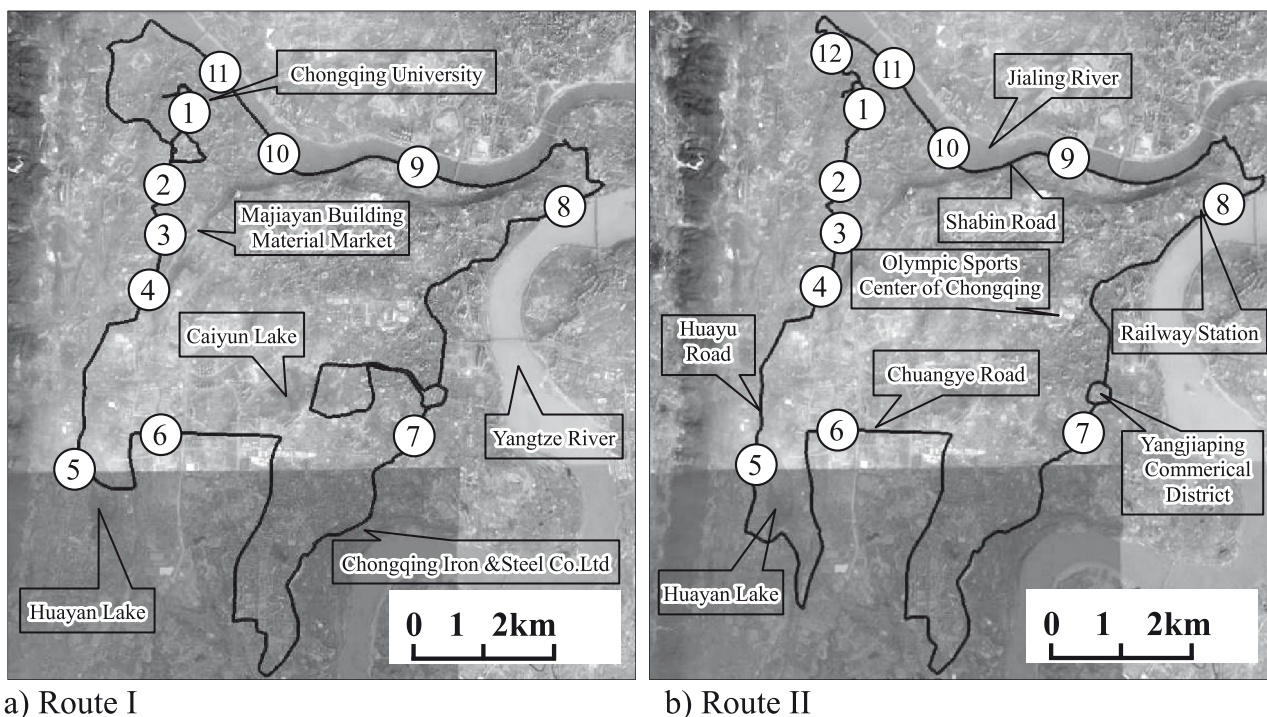 11
Chongqing University
1
10
9
2
8
Majiayan Building
Material Market
3
4
Caiyun Lake
6
7
Yangtze River
5
Chongqing Iron &Steel Co.Ltd
Huayan Lake
0 1 2km
a) Route I
12
11
Jialing River
1
10
9
2
8
Shabin Road
3
Olympic Sports
Center of Chongqing
4
Huayu
Road
Railway Station
Chuangye Road
6
7
Yangjiaping
Commerical
District
5
Huayan Lake
0 1 2km
b) Route II